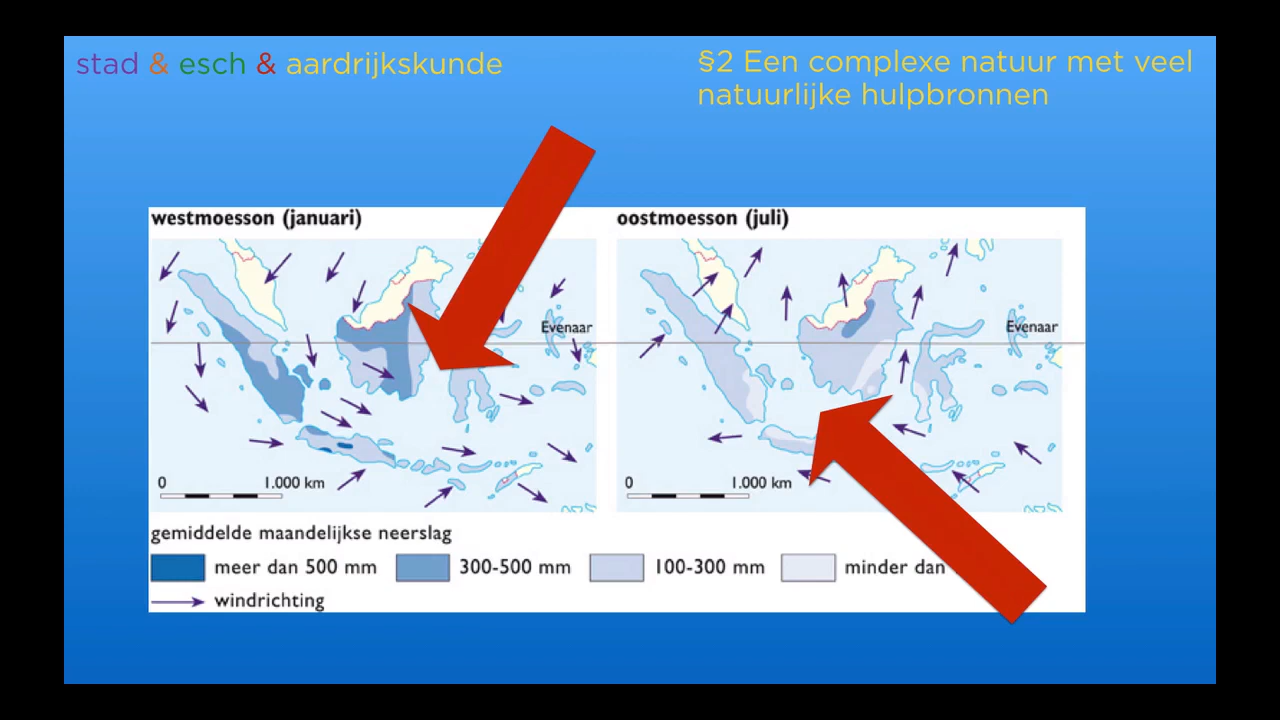 stad & esch & aardrijkskunde
§2 Een complexe natuur met veel
natuurlijke hulpbronnen
westmoesson (januari)
oostmoesson (juli)
Evenaar
Evenaar
0 1.000 km
0 1.000 km
gemiddelde maandelijkse neerslag
meer dan 500 mm
300-500 mm
100-300 mm
minder dan
windrichting